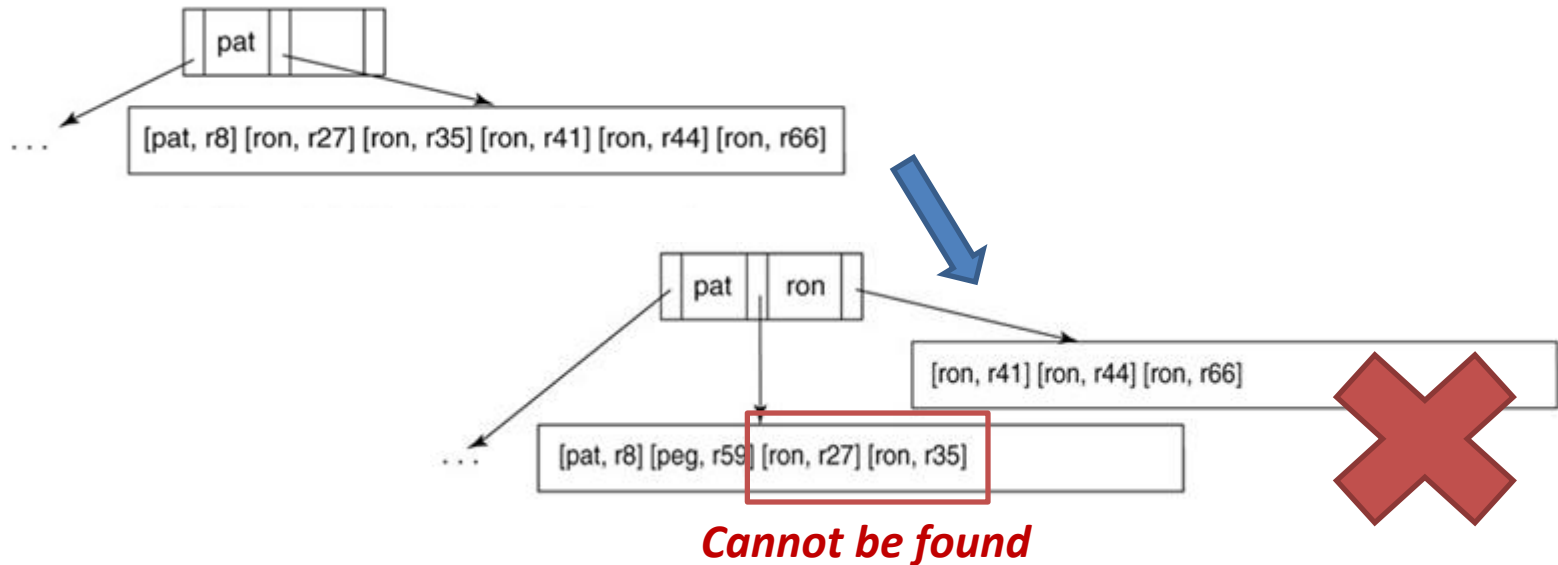 pat
. . .
[pat, r8] [ron, r27] [ron, r35] [ron, r41] [ron, r44] [ron, r66]
pat ron
[ron, r41] [ron, r44] [ron, r66]
. . .
[pat, r8] [peg, r59] [ron, r27] [ron, r35]
Cannot be found